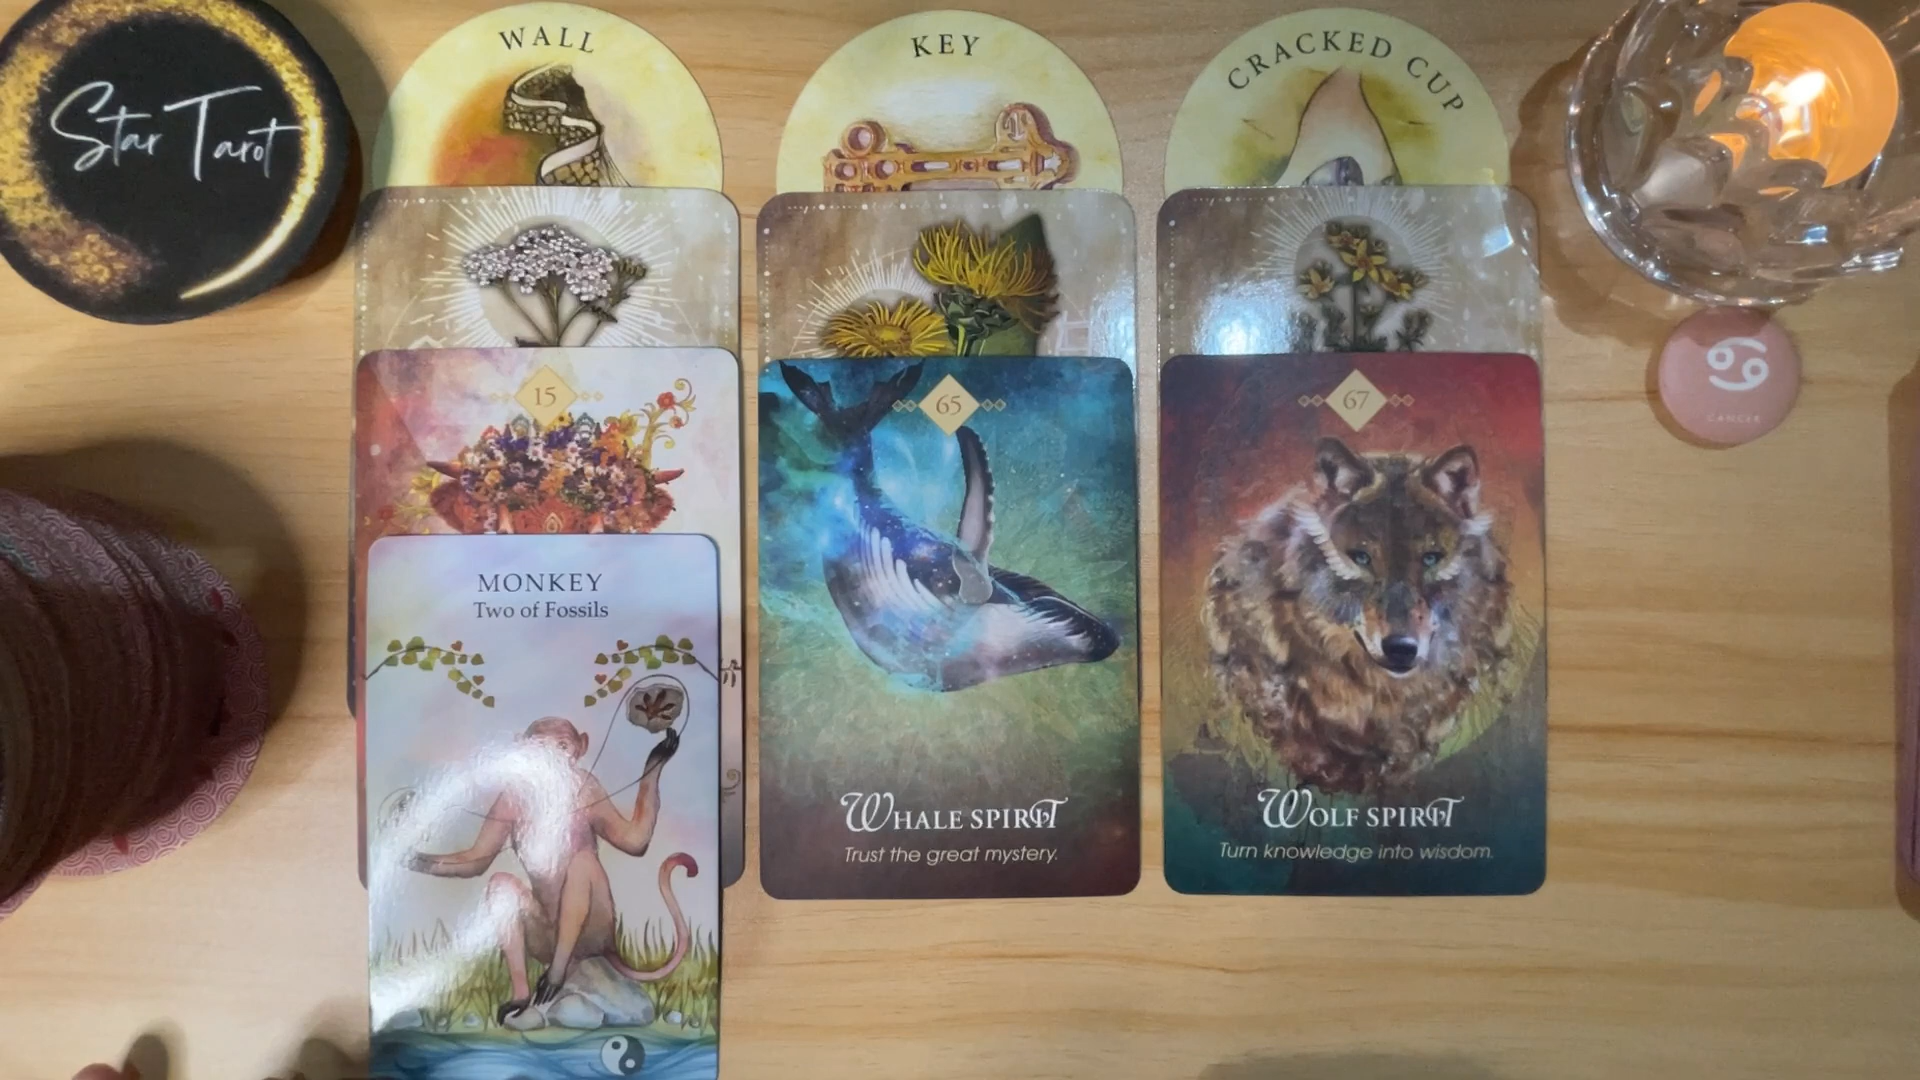 Star Tarot
WALL
KEY
CRACKED CUP
15
65
67
MONKEY
Two of Fossils
WHALE SPIRIT
Trust the great mystery.
WOLF SPIRIT
Turn knowledge into wisdom.
CANCER